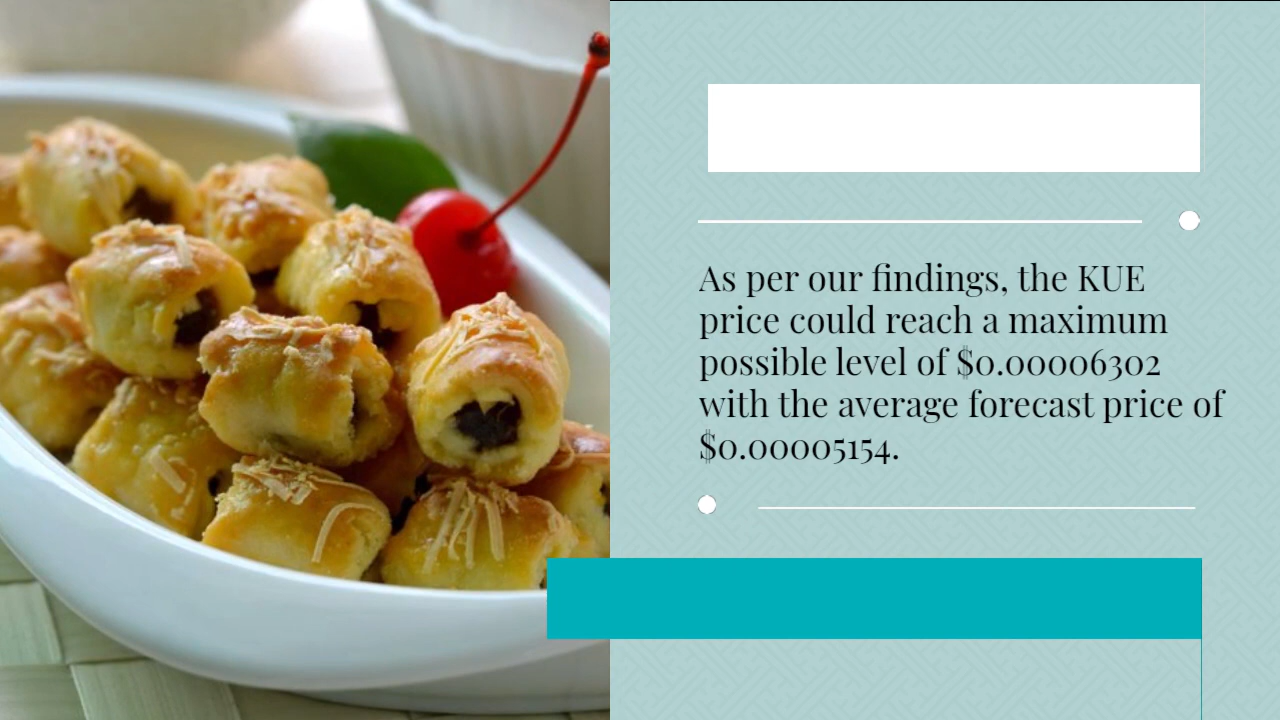 As per our findings, the KUE
price could reach a maximum
possible level of $0.00006302
with the average forecast price of
$0.00005154.